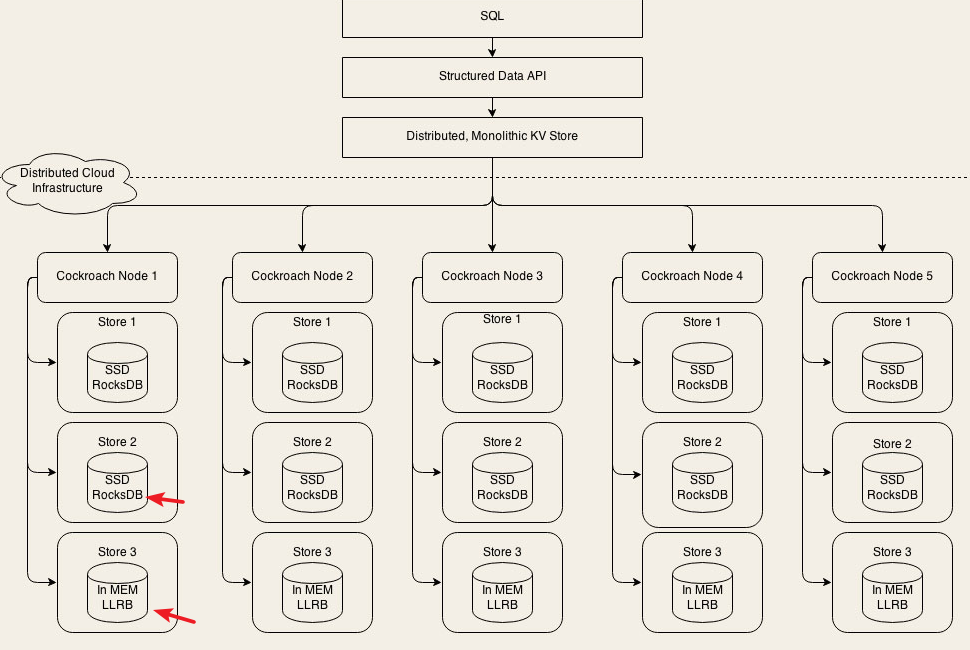 SQL
Structured Data API
Distributed, Monolithic KV Store
Distributed Cloud
Infrastructure
Cockroach Node 1
Cockroach Node 2
Cockroach Node 3
Cockroach Node 4
Cockroach Node 5
Store 1
SSD
RocksDB
Store 1
SSD
RocksDB
Store 1
SSD
RocksDB
Store 1
SSD
RocksDB
Store 1
SSD
RocksDB
Store 2
SSD
RocksDB
Store 2
SSD
RocksDB
Store 2
SSD
RocksDB
Store 2
SSD
RocksDB
Store 2
SSD
RocksDB
Store 3
In MEM
LLRB
Store 3
In MEM
LLRB
Store 3
In MEM
LLRB
Store 3
In MEM
LLRB
Store 3
In MEM
LLRB